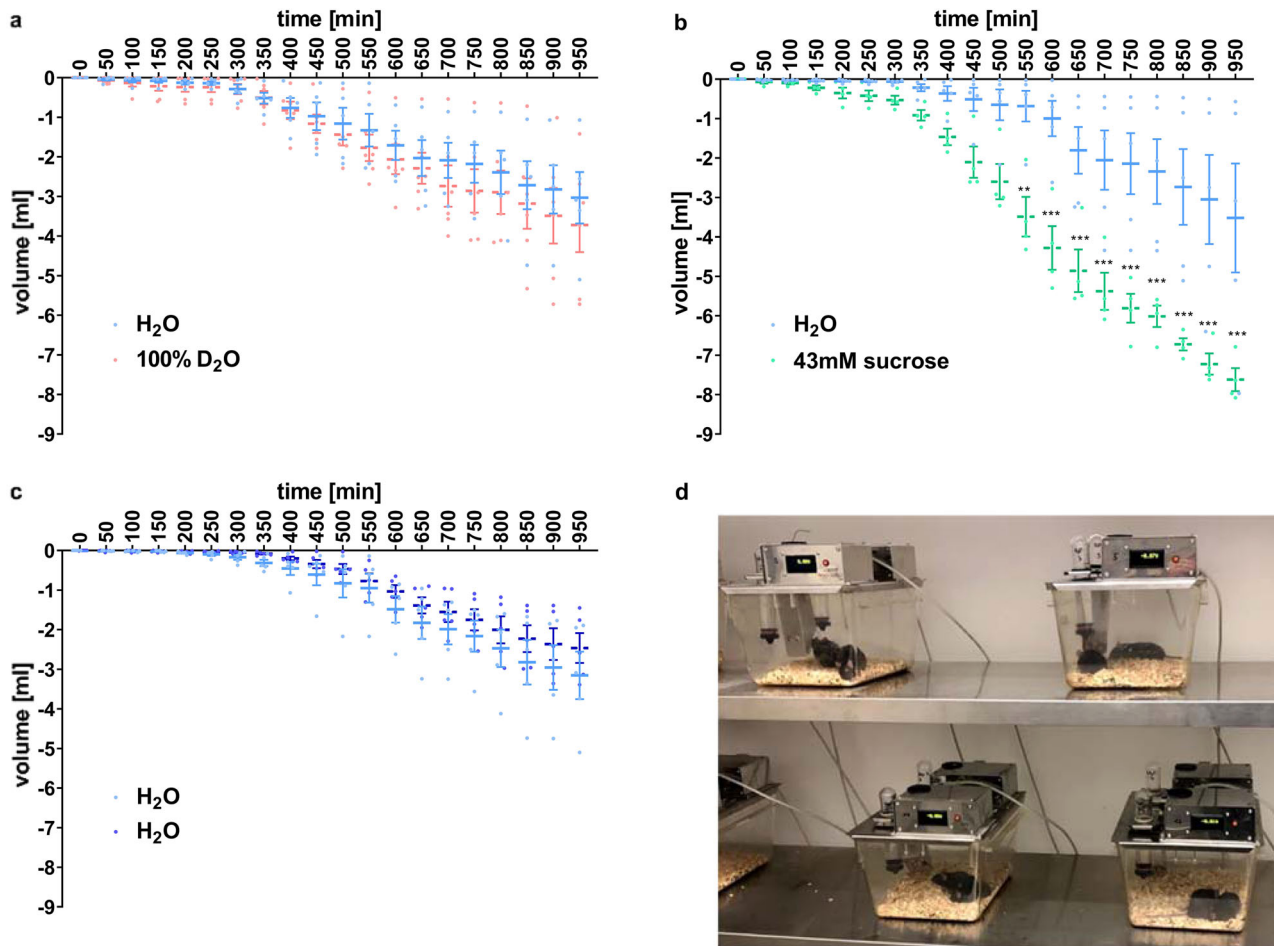 a
time [min]
0 50 100 150 200 250 300 350 400 450 500 550 600 650 700 750 800 850 900 950
0
-1
-2
-3
-4
-5
-6
-7
-8
-9
volume [ml]
H₂O
100% D₂O
b
time [min]
0 50 100 150 200 250 300 350 400 450 500 550 600 650 700 750 800 850 900 950
0
-1
-2
-3
-4
-5
-6
-7
-8
-9
volume [ml]
** *** *** *** *** *** *** *** ***
H₂O
43mM sucrose
c
time [min]
0 50 100 150 200 250 300 350 400 450 500 550 600 650 700 750 800 850 900 950
0
-1
-2
-3
-4
-5
-6
-7
-8
-9
volume [ml]
H₂O
H₂O
d